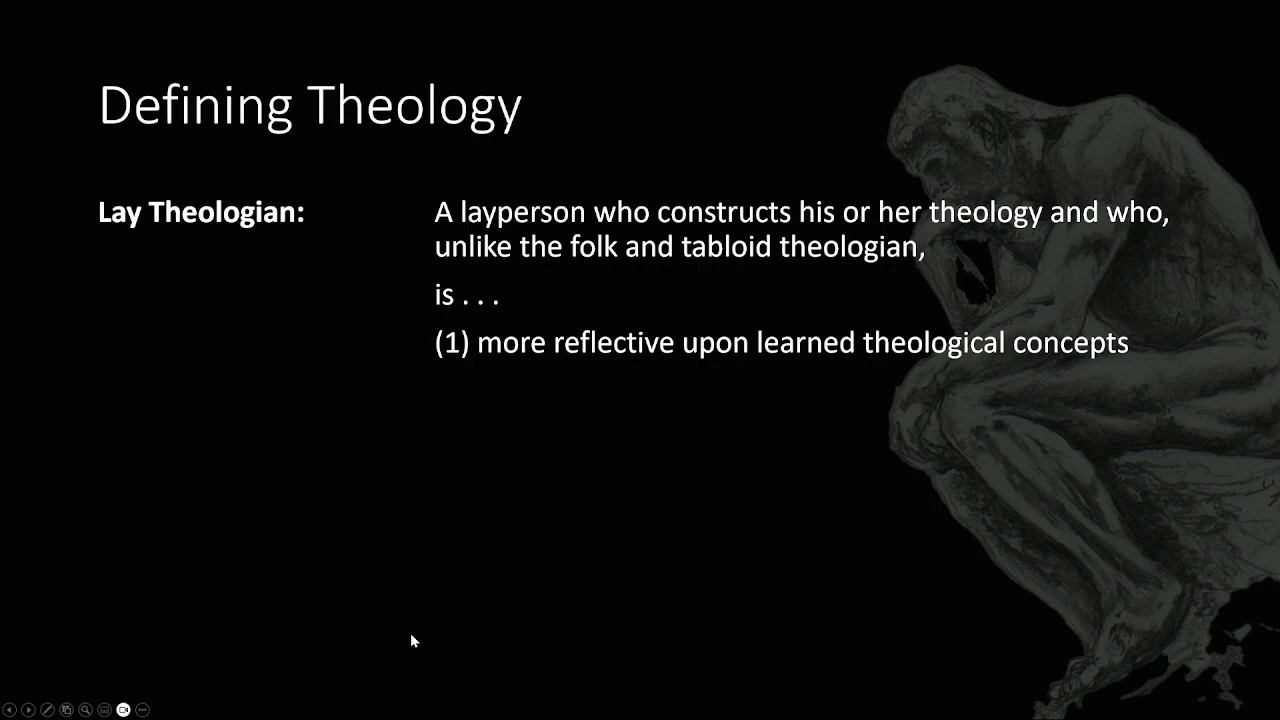 Defining Theology
Lay Theologian:
A layperson who constructs his or her theology and who,
unlike the folk and tabloid theologian,
is . . .
(1) more reflective upon learned theological concepts